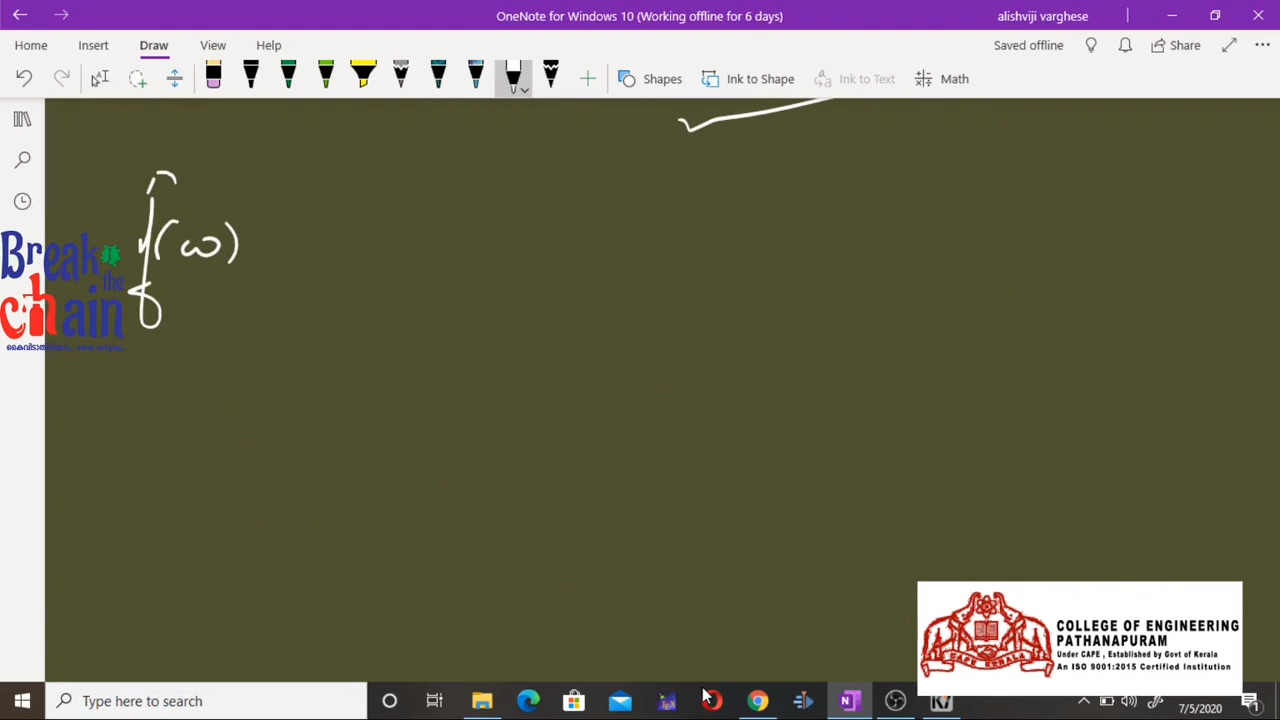 OneNote for Windows 10 (Working offline for 6 days)
alishviji varghese
Home Insert Draw View Help
Saved offline
Share
Shapes
Ink to Shape
Ink to Text
Math
f̂(ω)
Break
the
chain
COLLEGE OF ENGINEERING
PATHANAPURAM
Under CAPE , Established by Govt of Kerala
An ISO 9001:2015 Certified Institution
CAPE KERALA
Type here to search
7/5/2020